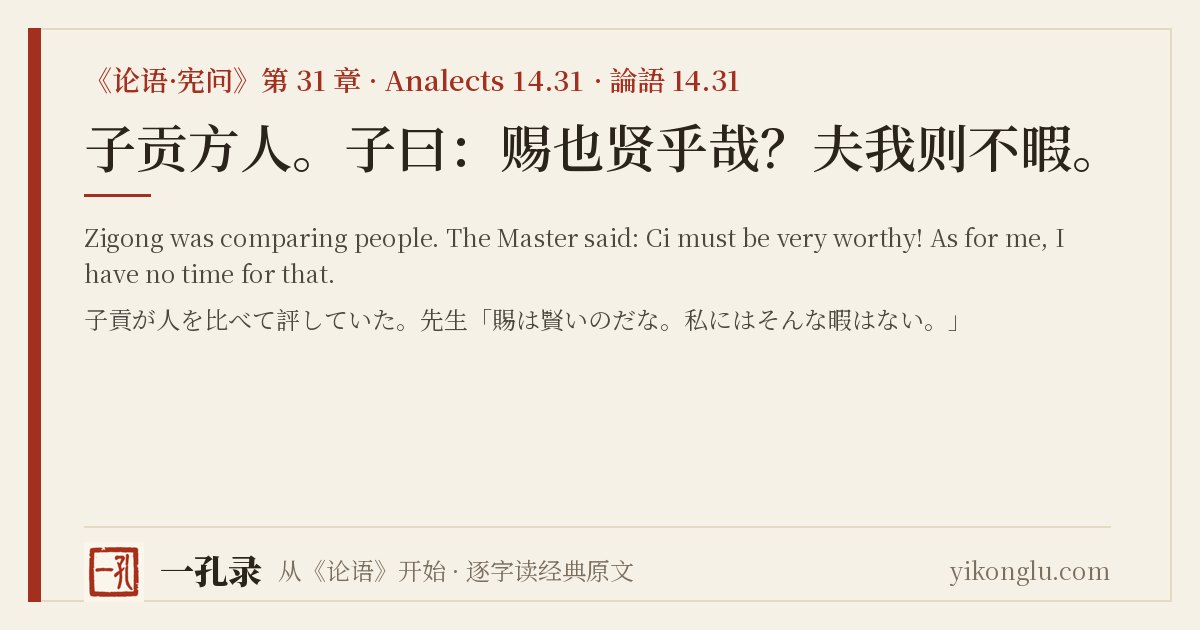 《论语·宪问》第 31 章 · Analects 14.31 · 論語 14.31
子贡方人。子曰：赐也贤乎哉？夫我则不暇。
Zigong was comparing people. The Master said: Ci must be very worthy! As for me, I
have no time for that.
子貢が人を比べて評していた。先生「賜は賢いのだな。私にはそんな暇はない。」
一孔
一孔录 从《论语》开始 · 逐字读经典原文 yikonglu.com